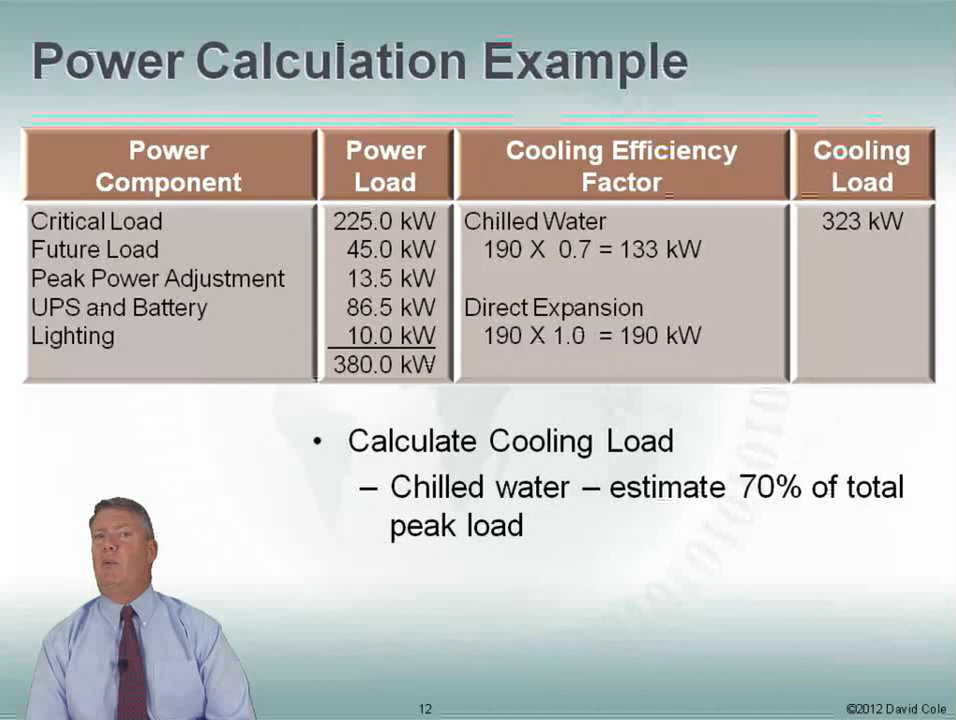 Power Calculation Example
Power Component
Power Load
Cooling Efficiency Factor
Cooling Load
Critical Load 225.0 kW Chilled Water 323 kW
Future Load 45.0 kW 190 X 0.7 = 133 kW
Peak Power Adjustment 13.5 kW
UPS and Battery 86.5 kW Direct Expansion
Lighting 10.0 kW 190 X 1.0 = 190 kW
380.0 kW
• Calculate Cooling Load
– Chilled water – estimate 70% of total
peak load
12
©2012 David Cole